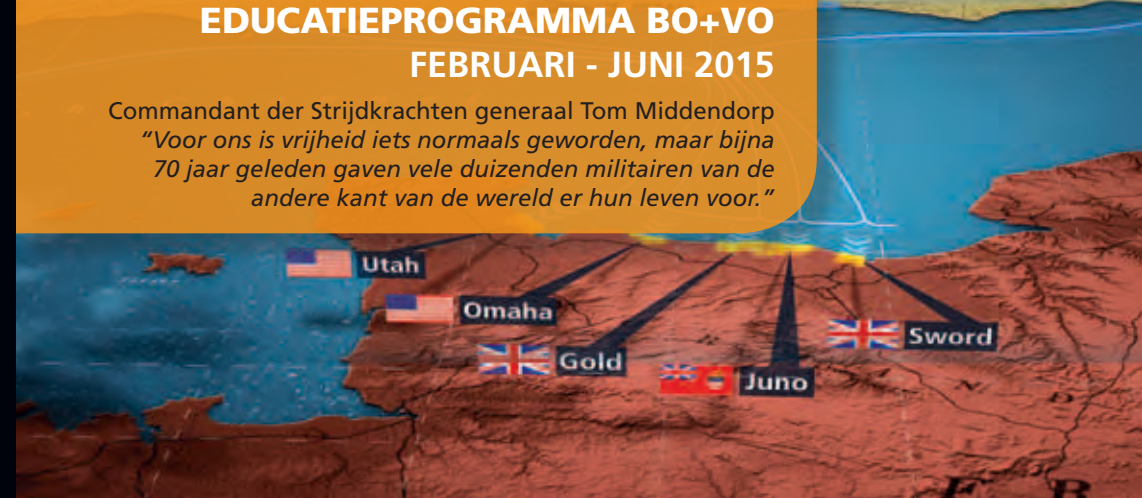 EDUCATIEPROGRAMMA BO+VO
FEBRUARI - JUNI 2015
Commandant der Strijdkrachten generaal Tom Middendorp
“Voor ons is vrijheid iets normaals geworden, maar bijna
70 jaar geleden gaven vele duizenden militairen van de
andere kant van de wereld er hun leven voor.”
Utah
Omaha
Gold
Juno
Sword